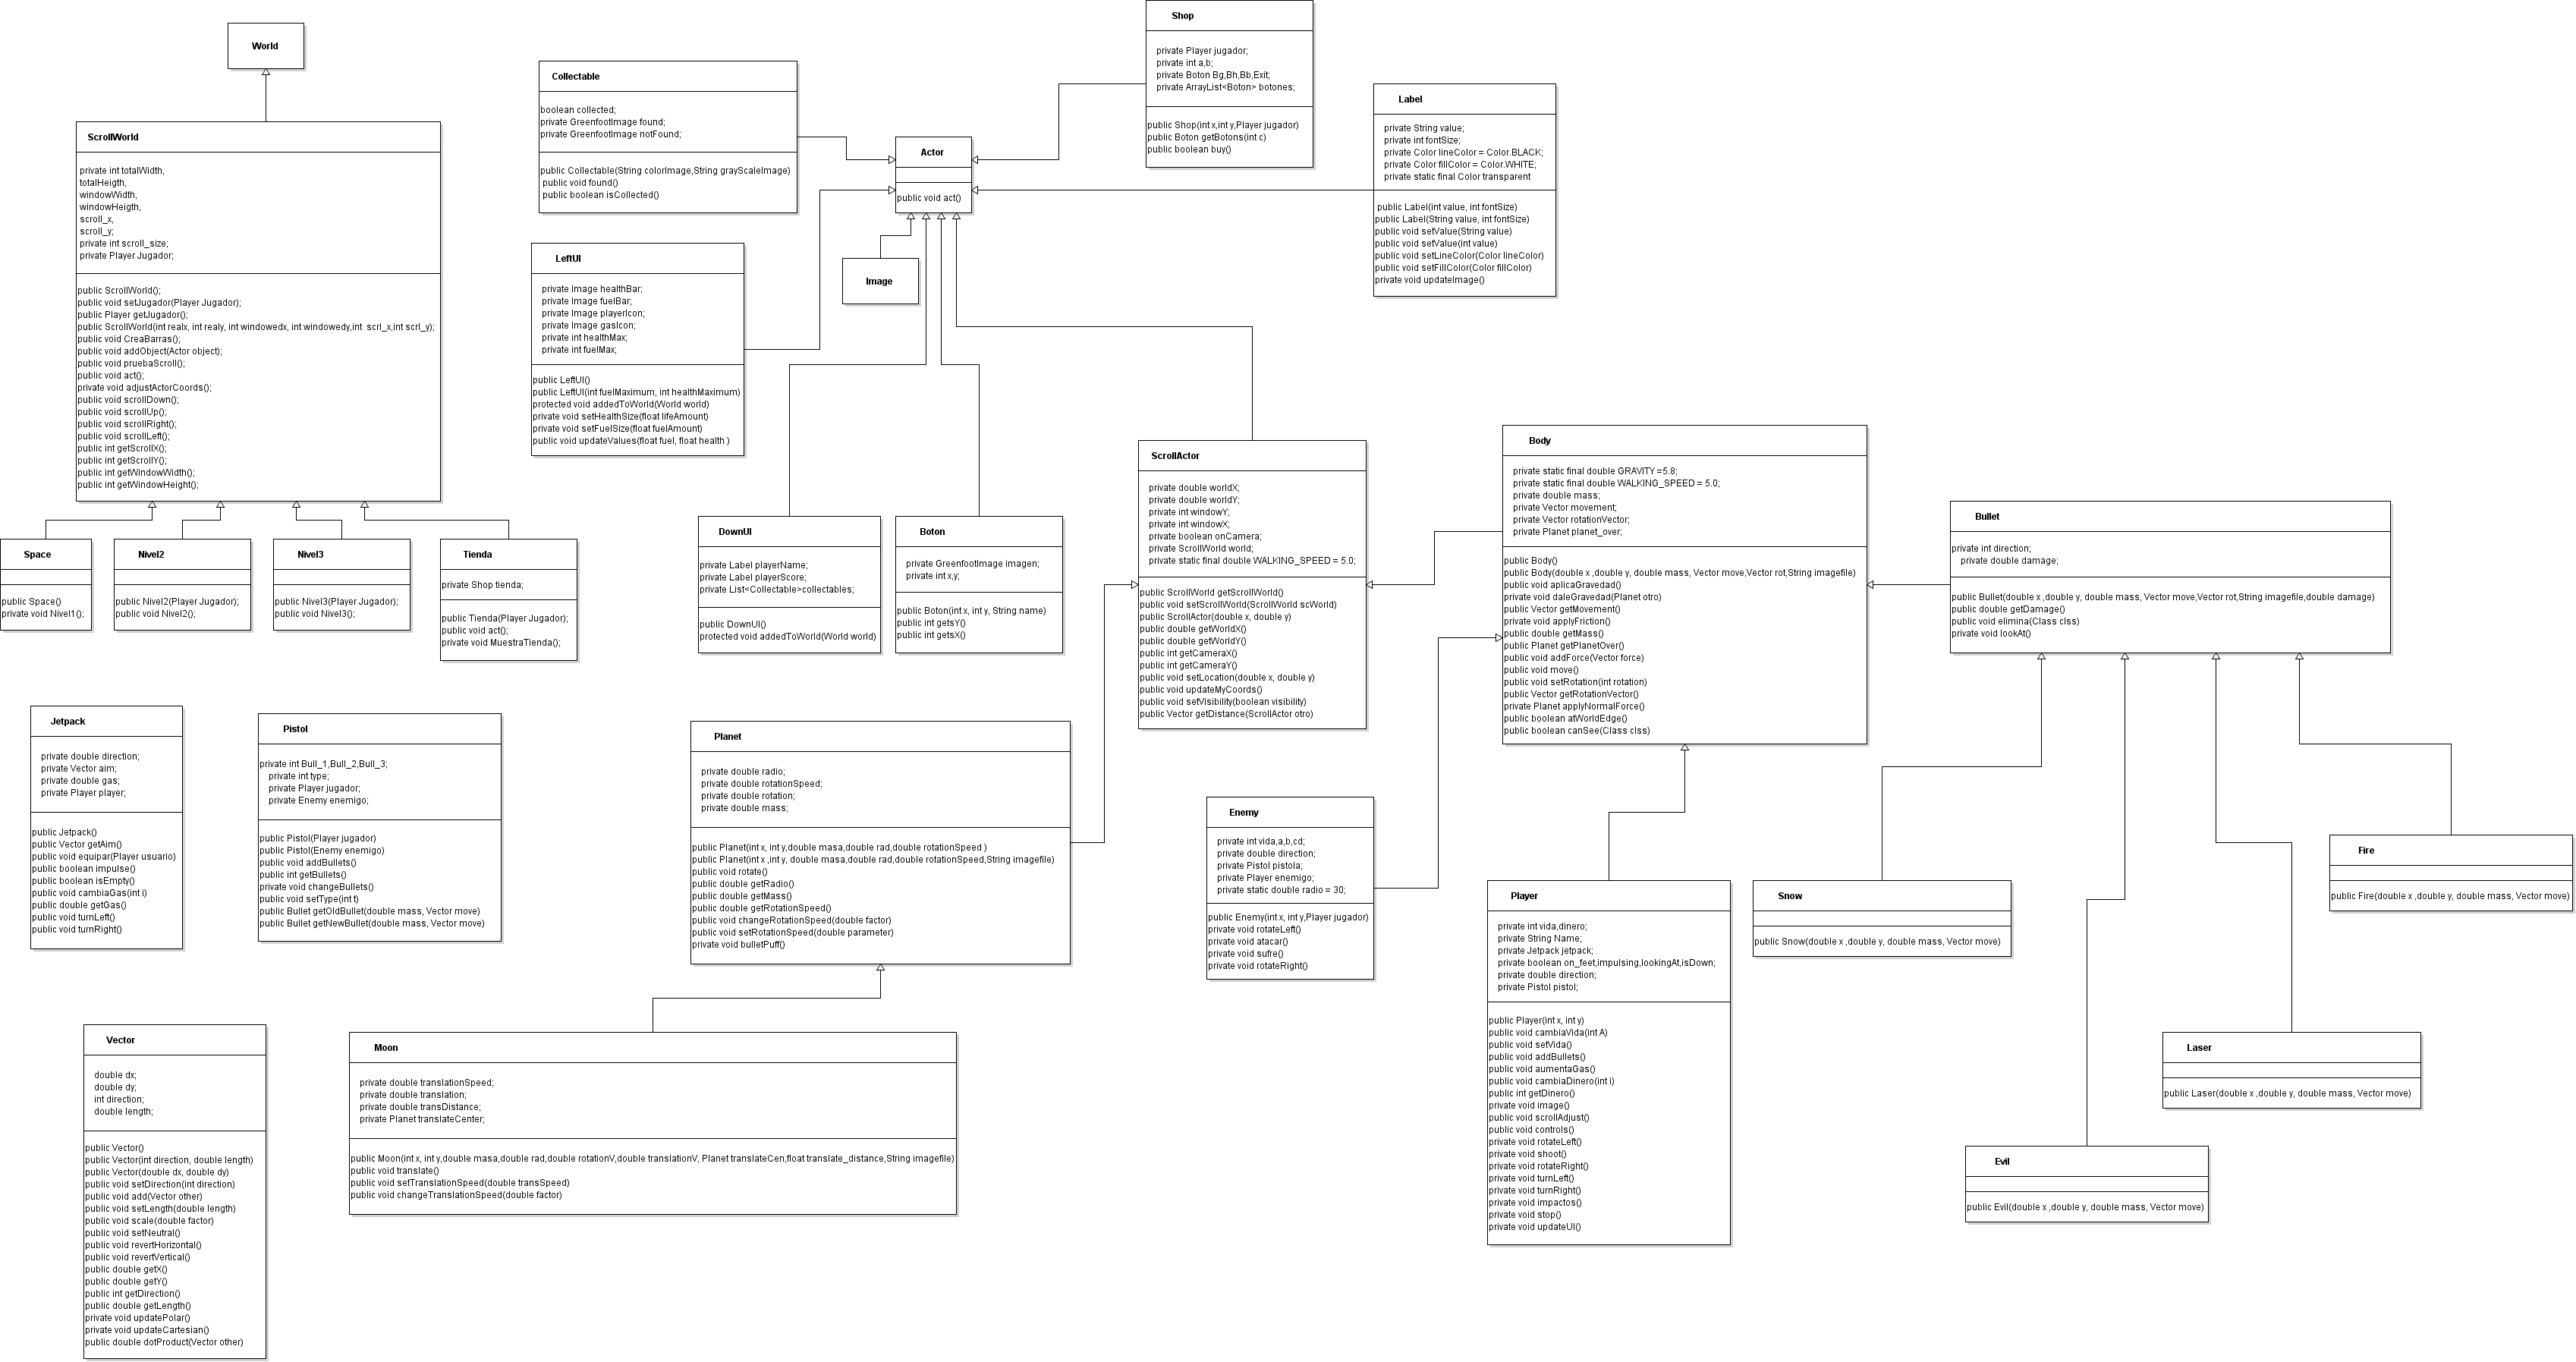 World
ScrollWorld
private int totalWidth,
totalHeigth,
windowWidth,
windowHeigth,
scroll_x,
scroll_y;
private int scroll_size;
private Player Jugador;
public ScrollWorld();
public void setJugador(Player Jugador);
public Player getJugador();
public ScrollWorld(int realx, int realy, int windowedx, int windowedy,int scrl_x,int scrl_y);
public void CreaBarras();
public void addObject(Actor object);
public void pruebaScroll();
public void act();
private void adjustActorCoords();
public void scrollDown();
public void scrollUp();
public void scrollRight();
public void scrollLeft();
public int getScrollX();
public int getScrollY();
public int getWindowWidth();
public int getWindowHeight();
Space
public Space()
private void Nivel1();
Nivel2
public Nivel2(Player Jugador);
public void Nivel2();
Nivel3
public Nivel3(Player Jugador);
public void Nivel3();
Tienda
private Shop tienda;
public Tienda(Player Jugador);
public void act();
private void MuestraTienda();
Collectable
boolean collected;
private GreenfootImage found;
private GreenfootImage notFound;
public Collectable(String colorImage,String grayScaleImage)
public void found()
public boolean isCollected()
Actor
public void act()
Shop
private Player jugador;
private int a,b;
private Boton Bg,Bh,Bb,Exit;
private ArrayList<Boton> botones;
public Shop(int x,int y,Player jugador)
public Boton getBotons(int c)
public boolean buy()
Label
private String value;
private int fontSize;
private Color lineColor = Color.BLACK;
private Color fillColor = Color.WHITE;
private static final Color transparent
public Label(int value, int fontSize)
public Label(String value, int fontSize)
public void setValue(String value)
public void setValue(int value)
public void setLineColor(Color lineColor)
public void setFillColor(Color fillColor)
private void updateImage()
Image
LeftUI
private Image healthBar;
private Image fuelBar;
private Image playerIcon;
private Image gasIcon;
private int healthMax;
private int fuelMax;
public LeftUI()
public LeftUI(int fuelMaximum, int healthMaximum)
protected void addedToWorld(World world)
private void setHealthSize(float lifeAmount)
private void setFuelSize(float fuelAmount)
public void updateValues(float fuel, float health )
DownUI
private Label playerName;
private Label playerScore;
private List<Collectable>collectables;
public DownUI()
protected void addedToWorld(World world)
Boton
private GreenfootImage imagen;
private int x,y;
public Boton(int x, int y, String name)
public int getsY()
public int getsX()
ScrollActor
private double worldX;
private double worldY;
private int windowY;
private int windowX;
private boolean onCamera;
private ScrollWorld world;
private static final double WALKING_SPEED = 5.0;
public ScrollWorld getScrollWorld()
public void setScrollWorld(ScrollWorld scWorld)
public ScrollActor(double x, double y)
public double getWorldX()
public double getWorldY()
public int getCameraX()
public int getCameraY()
public void setLocation(double x, double y)
public void updateMyCoords()
public void setVisibility(boolean visibility)
public Vector getDistance(ScrollActor otro)
Body
private static final double GRAVITY =5.8;
private static final double WALKING_SPEED = 5.0;
private double mass;
private Vector movement;
private Vector rotationVector;
private Planet planet_over;
public Body()
public Body(double x ,double y, double mass, Vector move,Vector rot,String imagefile)
public void aplicaGravedad()
private void daleGravedad(Planet otro)
public Vector getMovement()
private void applyFriction()
public double getMass()
public Planet getPlanetOver()
public void addForce(Vector force)
public void move()
public void setRotation(int rotation)
public Vector getRotationVector()
private Planet applyNormalForce()
public boolean atWorldEdge()
public boolean canSee(Class clss)
Bullet
private int direction;
private double damage;
public Bullet(double x ,double y, double mass, Vector move,Vector rot,String imagefile,double damage)
public double getDamage()
public void elimina(Class clss)
private void lookAt()
Jetpack
private double direction;
private Vector aim;
private double gas;
private Player player;
public Jetpack()
public Vector getAim()
public void equipar(Player usuario)
public boolean impulse()
public boolean isEmpty()
public void cambiaGas(int i)
public double getGas()
public void turnLeft()
public void turnRight()
Pistol
private int Bull_1,Bull_2,Bull_3;
private int type;
private Player jugador;
private Enemy enemigo;
public Pistol(Player jugador)
public Pistol(Enemy enemigo)
public void addBullets()
public int getBullets()
private void changeBullets()
public void setType(int t)
public Bullet getOldBullet(double mass, Vector move)
public Bullet getNewBullet(double mass, Vector move)
Planet
private double radio;
private double rotationSpeed;
private double rotation;
private double mass;
public Planet(int x, int y,double masa,double rad,double rotationSpeed )
public Planet(int x ,int y, double masa,double rad,double rotationSpeed,String imagefile)
public void rotate()
public double getRadio()
public double getMass()
public double getRotationSpeed()
public void changeRotationSpeed(double factor)
public void setRotationSpeed(double parameter)
private void bulletPuff()
Enemy
private int vida,a,b,cd;
private double direction;
private Pistol pistola;
private Player enemigo;
private static double radio = 30;
public Enemy(int x, int y,Player jugador)
private void rotateLeft()
private void atacar()
private void sufre()
private void rotateRight()
Player
private int vida,dinero;
private String Name;
private Jetpack jetpack;
private boolean on_feet,impulsing,lookingAt,isDown;
private double direction;
private Pistol pistol;
public Player(int x, int y)
public void cambiaVida(int A)
public void setVida()
public void addBullets()
public void aumentaGas()
public void cambiaDinero(int i)
public int getDinero()
private void image()
public void scrollAdjust()
public void controls()
private void rotateLeft()
private void shoot()
private void rotateRight()
private void turnLeft()
private void turnRight()
private void impactos()
private void stop()
private void updateUI()
Snow
public Snow(double x ,double y, double mass, Vector move)
Fire
public Fire(double x ,double y, double mass, Vector move)
Laser
public Laser(double x ,double y, double mass, Vector move)
Evil
public Evil(double x ,double y, double mass, Vector move)
Vector
double dx;
double dy;
int direction;
double length;
public Vector()
public Vector(int direction, double length)
public Vector(double dx, double dy)
public void setDirection(int direction)
public void add(Vector other)
public void setLength(double length)
public void scale(double factor)
public void setNeutral()
public void revertHorizontal()
public void revertVertical()
public double getX()
public double getY()
public int getDirection()
public double getLength()
private void updatePolar()
private void updateCartesian()
public double dotProduct(Vector other)
Moon
private double translationSpeed;
private double translation;
private double transDistance;
private Planet translateCenter;
public Moon(int x, int y,double masa,double rad,double rotationV,double translationV, Planet translateCen,float translate_distance,String imagefile)
public void translate()
public void setTranslationSpeed(double transSpeed)
public void changeTranslationSpeed(double factor)